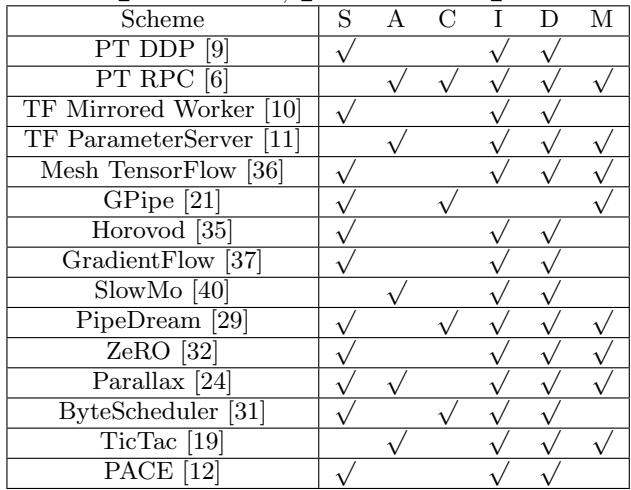 Scheme S A C I D M
PT DDP [9] √ √ √
PT RPC [6] √ √ √ √ √
TF Mirrored Worker [10] √ √ √
TF ParameterServer [11] √ √ √ √
Mesh TensorFlow [36] √ √ √ √
GPipe [21] √ √ √
Horovod [35] √ √ √
GradientFlow [37] √ √ √
SlowMo [40] √ √ √
PipeDream [29] √ √ √ √ √
ZeRO [32] √ √ √ √
Parallax [24] √ √ √ √ √
ByteScheduler [31] √ √ √ √
TicTac [19] √ √ √ √
PACE [12] √ √ √